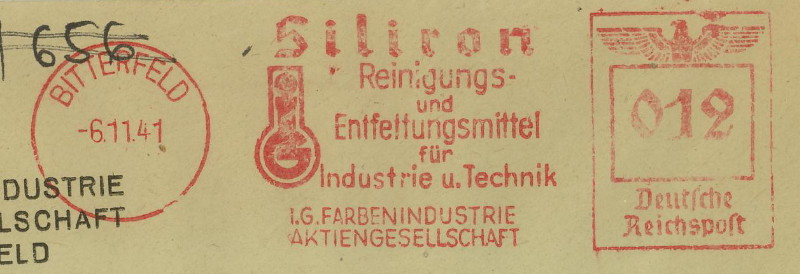 656
BITTERFELD
-6.11.41
NDUSTRIE
LSCHAFT
ELD
Siliron
Reinigungs-
und
Entfettungsmittel
für
Industrie u. Technik
I.G. FARBENINDUSTRIE
AKTIENGESELLSCHAFT
012
Deutsche
Reichspost